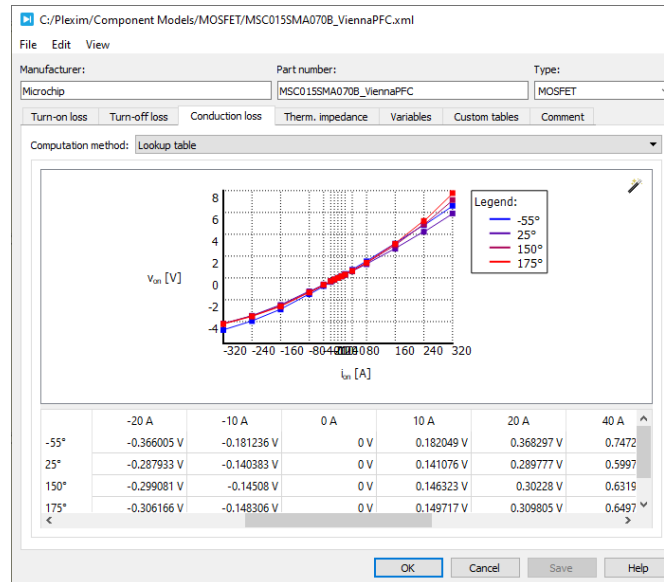 C:/Plexim/Component Models/MOSFET/MSC015SMA070B_ViennaPFC.xml
File Edit View
Manufacturer: Part number: Type:
Microchip MSC015SMA070B_ViennaPFC MOSFET
Turn-on loss Turn-off loss Conduction loss Therm. impedance Variables Custom tables Comment
Computation method: Lookup table
8
6
4
2
0
-2
-4
v_on [V]
Legend:
-55°
25°
150°
175°
-320 -240 -160 80 160 240 320
i_on [A]
-20 A -10 A 0 A 10 A 20 A 40 A
-55° -0.366005 V -0.181236 V 0 V 0.182049 V 0.368297 V 0.7472
25° -0.287933 V -0.140383 V 0 V 0.141076 V 0.289777 V 0.5997
150° -0.299081 V -0.14508 V 0 V 0.146323 V 0.30228 V 0.6319
175° -0.306166 V -0.148306 V 0 V 0.149717 V 0.309805 V 0.6497
OK Cancel Save Help